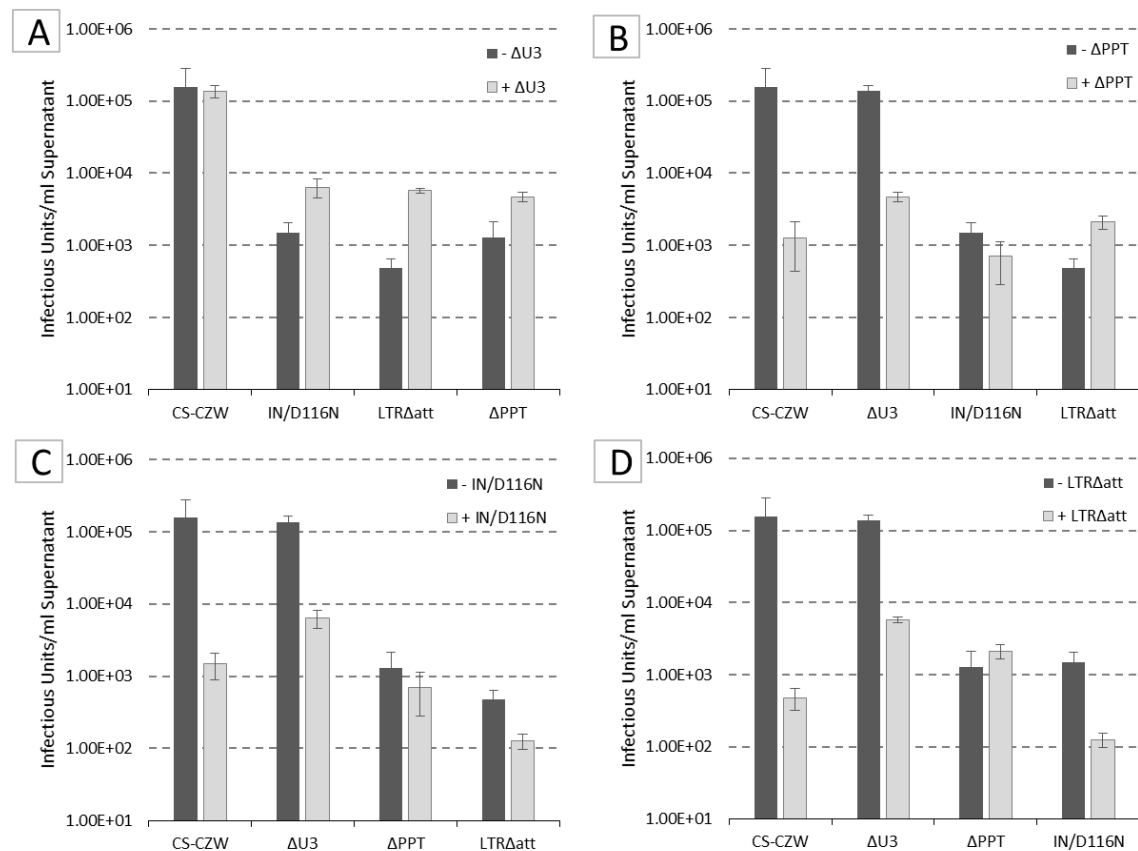 A
1.00E+06
1.00E+05
1.00E+04
1.00E+03
1.00E+02
1.00E+01
Infectious Units/ml Supernatant
- ΔU3
+ ΔU3
CS-CZW IN/D116N LTRΔatt ΔPPT
B
1.00E+06
1.00E+05
1.00E+04
1.00E+03
1.00E+02
1.00E+01
Infectious Units/ml Supernatant
- ΔPPT
+ ΔPPT
CS-CZW ΔU3 IN/D116N LTRΔatt
C
1.00E+06
1.00E+05
1.00E+04
1.00E+03
1.00E+02
1.00E+01
Infectious Units/ml Supernatant
- IN/D116N
+ IN/D116N
CS-CZW ΔU3 ΔPPT LTRΔatt
D
1.00E+06
1.00E+05
1.00E+04
1.00E+03
1.00E+02
1.00E+01
Infectious Units/ml Supernatant
- LTRΔatt
+ LTRΔatt
CS-CZW ΔU3 ΔPPT IN/D116N